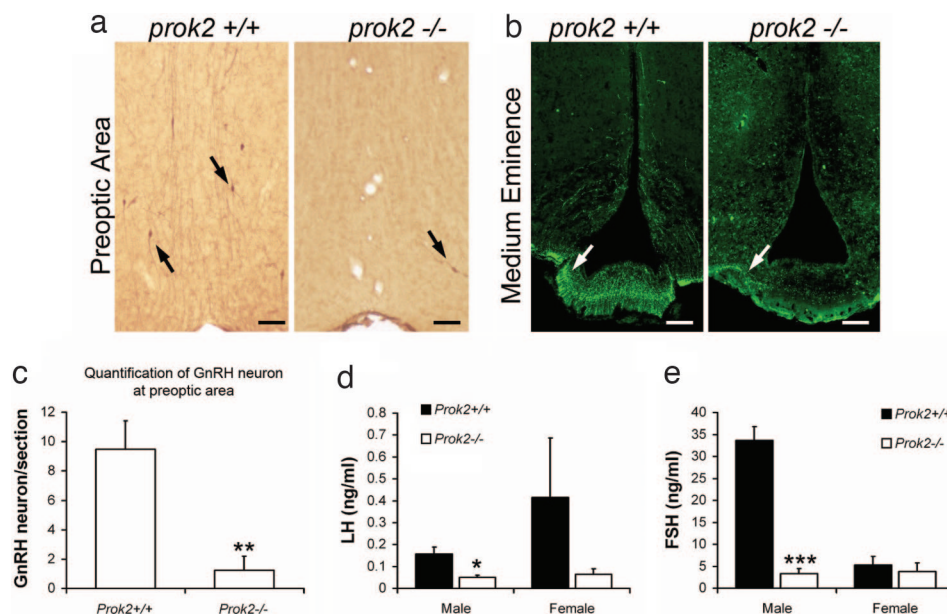 a
prok2 +/+
prok2 -/-
b
prok2 +/+
prok2 -/-
Preoptic Area
Medium Eminence
c
Quantification of GnRH neuron
at preoptic area
GnRH neuron/section
12
10
8
6
4
2
0
Prok2+/+
Prok2-/-
**
d
LH (ng/ml)
0.8
0.7
0.6
0.5
0.4
0.3
0.2
0.1
0
Prok2+/+
Prok2-/-
*
Male
Female
e
FSH (ng/ml)
40
35
30
25
20
15
10
5
0
Prok2+/+
Prok2-/-
***
Male
Female